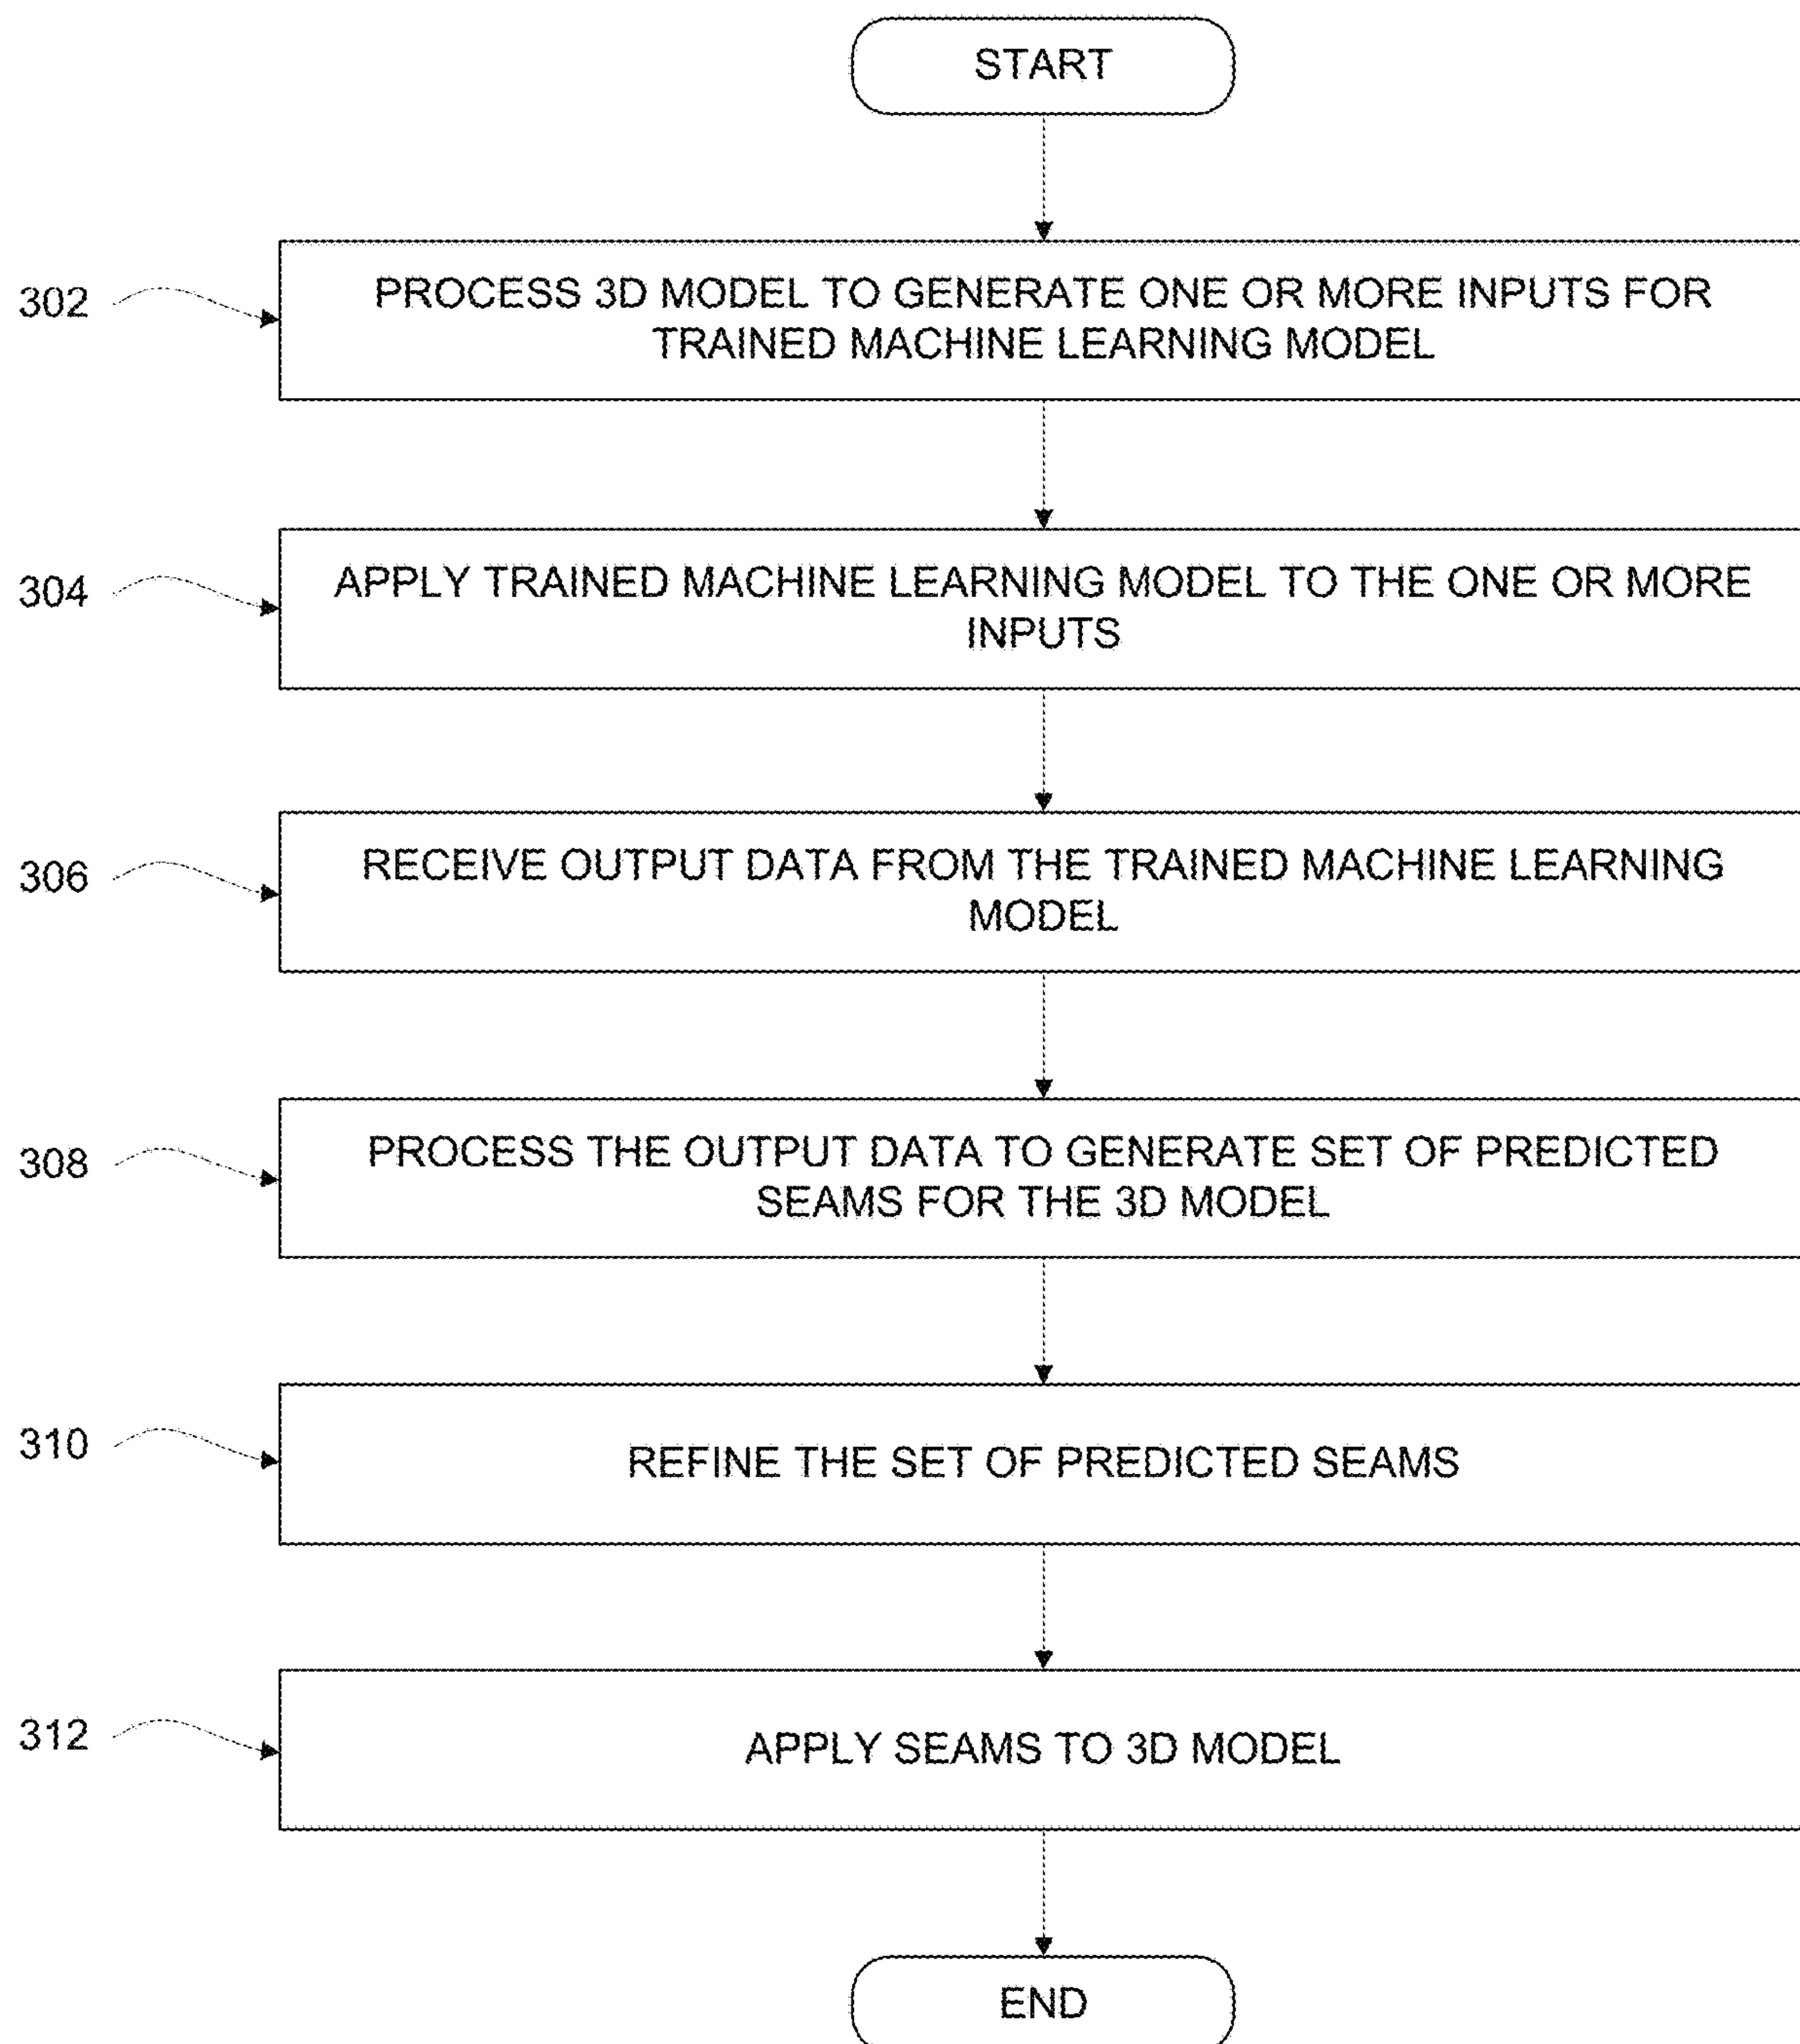 START
302
PROCESS 3D MODEL TO GENERATE ONE OR MORE INPUTS FOR
TRAINED MACHINE LEARNING MODEL
304
APPLY TRAINED MACHINE LEARNING MODEL TO THE ONE OR MORE
INPUTS
306
RECEIVE OUTPUT DATA FROM THE TRAINED MACHINE LEARNING
MODEL
308
PROCESS THE OUTPUT DATA TO GENERATE SET OF PREDICTED
SEAMS FOR THE 3D MODEL
310
REFINE THE SET OF PREDICTED SEAMS
312
APPLY SEAMS TO 3D MODEL
END